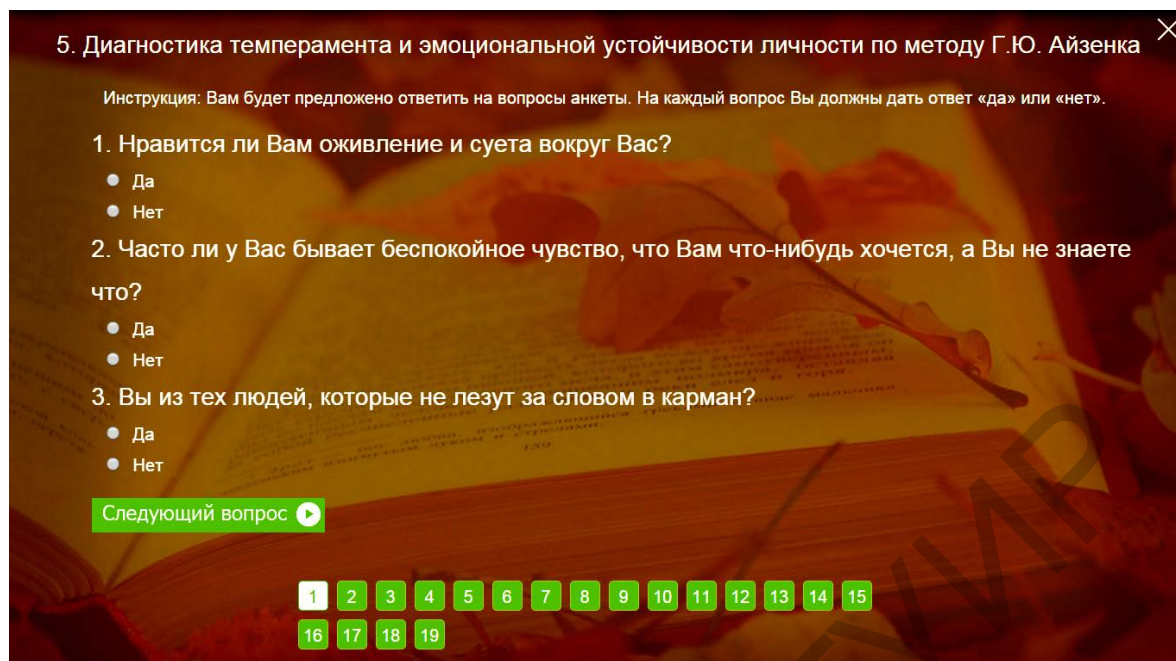 5. Диагностика темперамента и эмоциональной устойчивости личности по методу Г.Ю. Айзенка
Инструкция: Вам будет предложено ответить на вопросы анкеты. На каждый вопрос Вы должны дать ответ «да» или «нет».
1. Нравится ли Вам оживление и суета вокруг Вас?
Да
Нет
2. Часто ли у Вас бывает беспокойное чувство, что Вам что-нибудь хочется, а Вы не знаете
что?
Да
Нет
3. Вы из тех людей, которые не лезут за словом в карман?
Да
Нет
159
Следующий вопрос
1 2 3 4 5 6 7 8 9 10 11 12 13 14 15
16 17 18 19